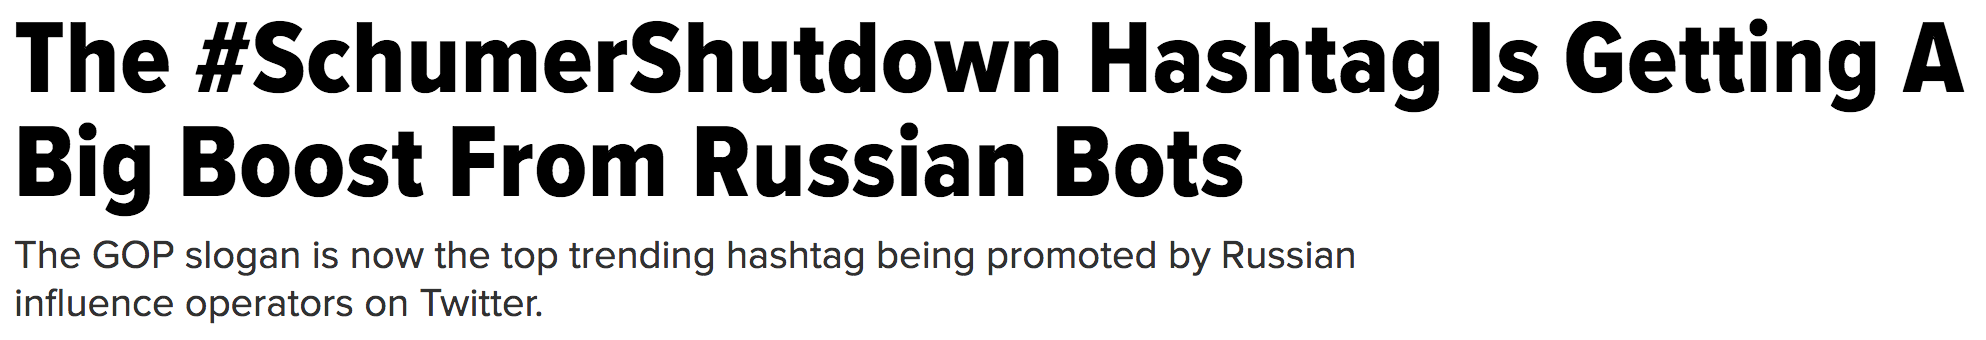 The #SchumerShutdown Hashtag Is Getting A
Big Boost From Russian Bots
The GOP slogan is now the top trending hashtag being promoted by Russian
influence operators on Twitter.